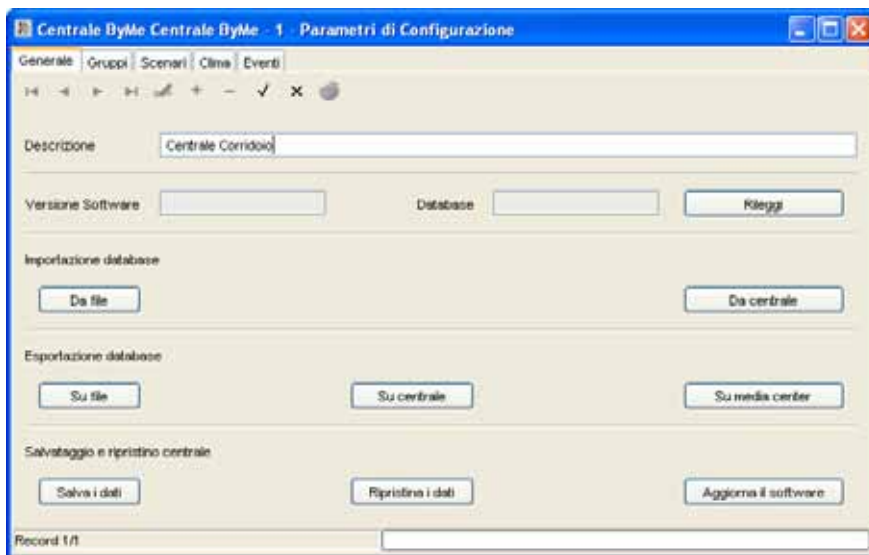 Centrale ByMe Centrale ByMe - 1 - Parametri di Configurazione
Generale Gruppi Scenari Clima Eventi
Descrizione Centrale Corridoio
Versione Software Database Rileggi
Importazione database
Da file Da centrale
Esportazione database
Su file Su centrale Su media center
Salvataggio e ripristino centrale
Salva i dati Ripristina i dati Aggiorna il software
Record 1/1